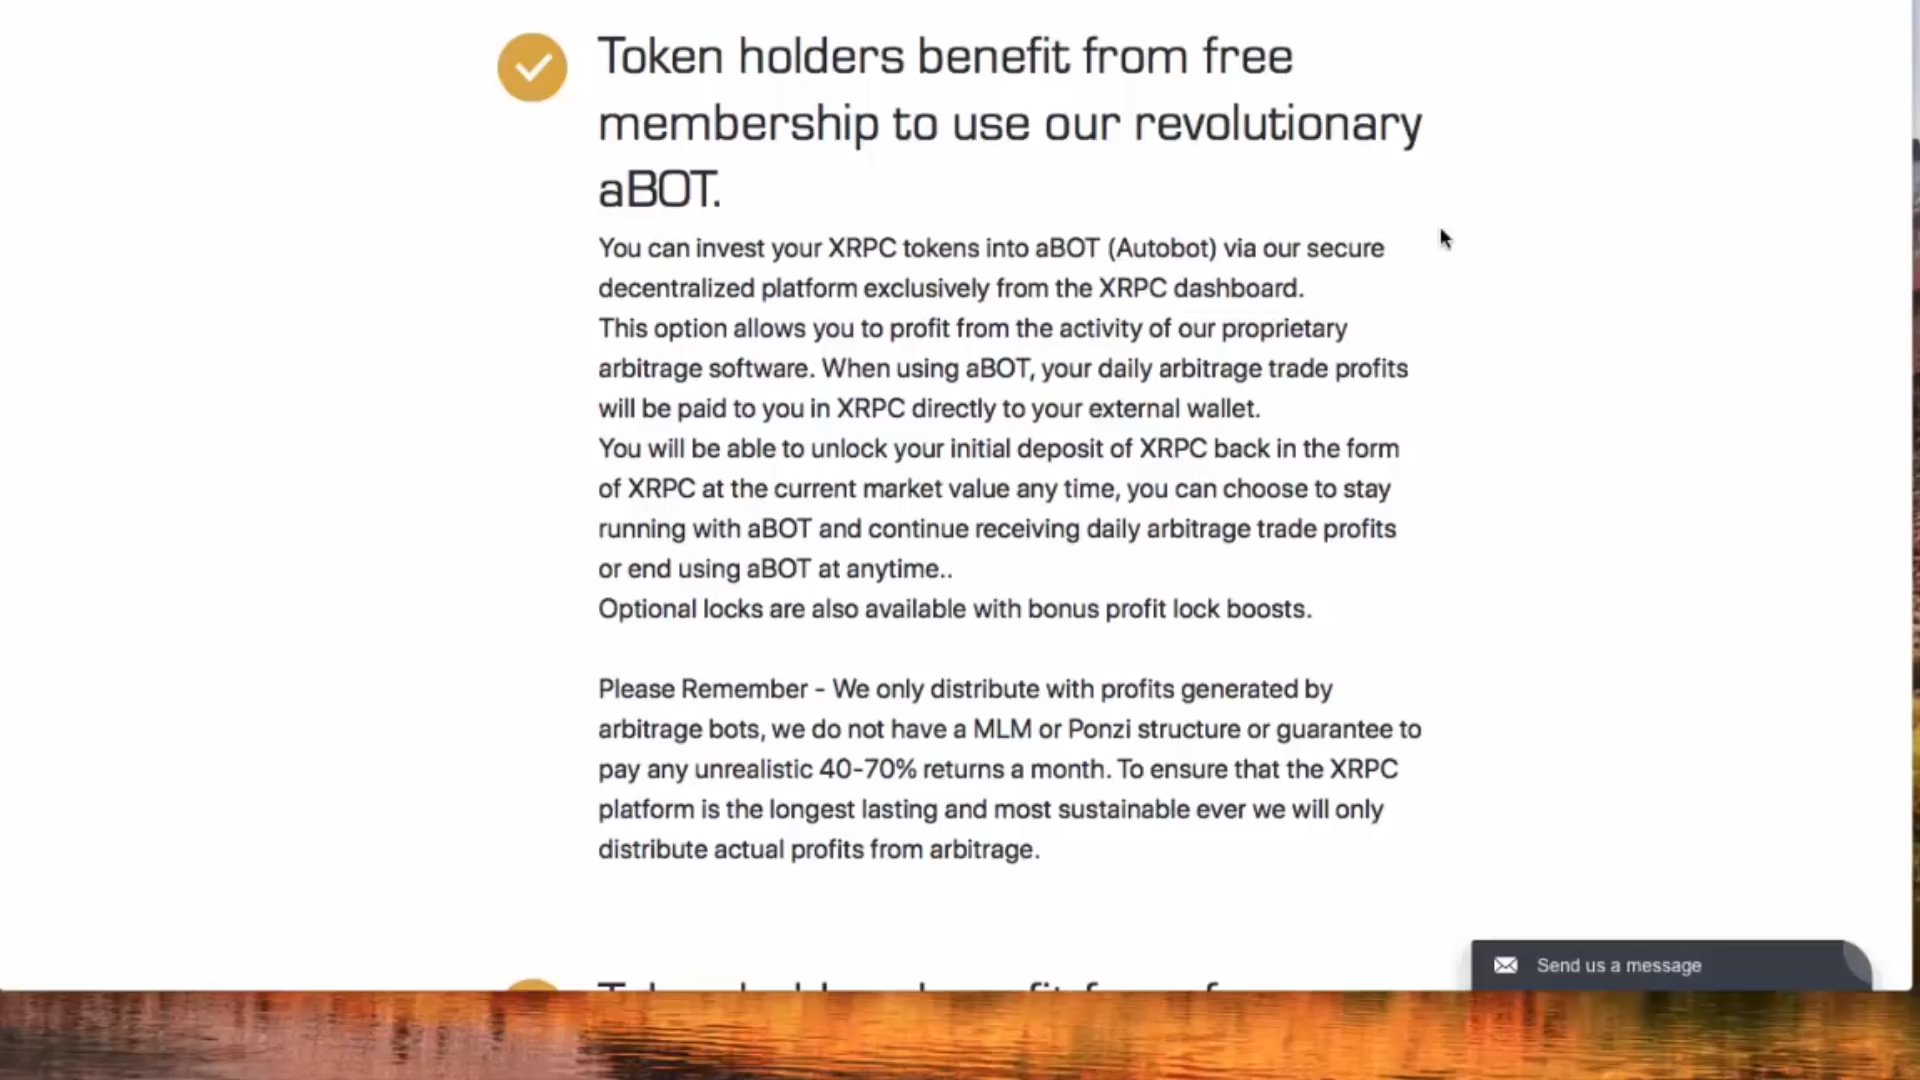 Token holders benefit from free
membership to use our revolutionary
aBOT.
You can invest your XRPC tokens into aBOT (Autobot) via our secure
decentralized platform exclusively from the XRPC dashboard.
This option allows you to profit from the activity of our proprietary
arbitrage software. When using aBOT, your daily arbitrage trade profits
will be paid to you in XRPC directly to your external wallet.
You will be able to unlock your initial deposit of XRPC back in the form
of XRPC at the current market value any time, you can choose to stay
running with aBOT and continue receiving daily arbitrage trade profits
or end using aBOT at anytime..
Optional locks are also available with bonus profit lock boosts.
Please Remember - We only distribute with profits generated by
arbitrage bots, we do not have a MLM or Ponzi structure or guarantee to
pay any unrealistic 40-70% returns a month. To ensure that the XRPC
platform is the longest lasting and most sustainable ever we will only
distribute actual profits from arbitrage.
Send us a message